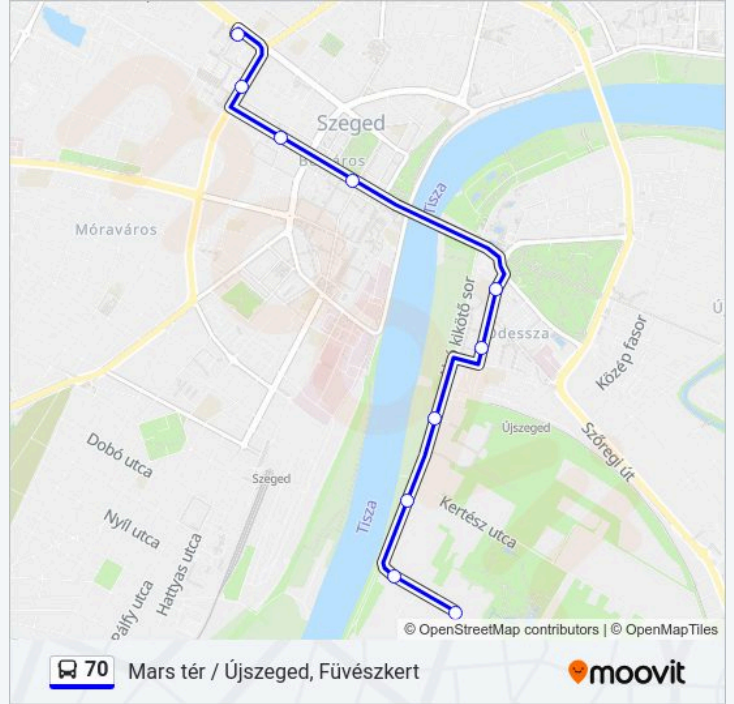 Szeged
Tisza
Móraváros
kikötő sor
Odessza
Közép fasor
Újszeged
Szőregi út
Dobó utca
Szeged
Tisza
Kertész utca
Nyíl utca
Hattyas utca
Pálfy utca
© OpenStreetMap contributors | © OpenMapTiles
70 Mars tér / Újszeged, Füvészkert
moovit